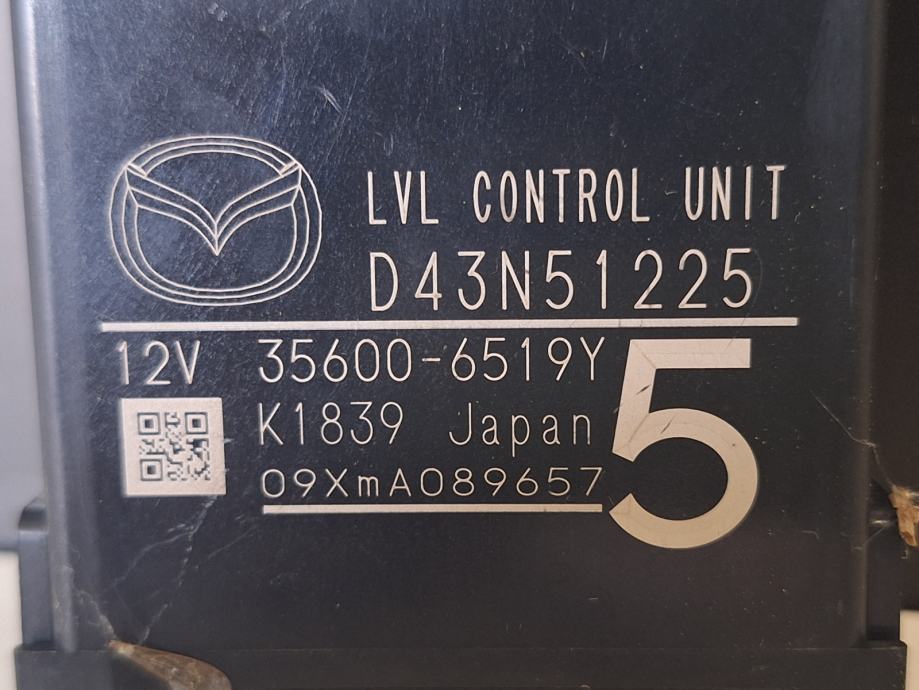 LVL CONTROL UNIT
D43N51225
12V 35600-6519Y
K1839 Japan
09XmA089657
5